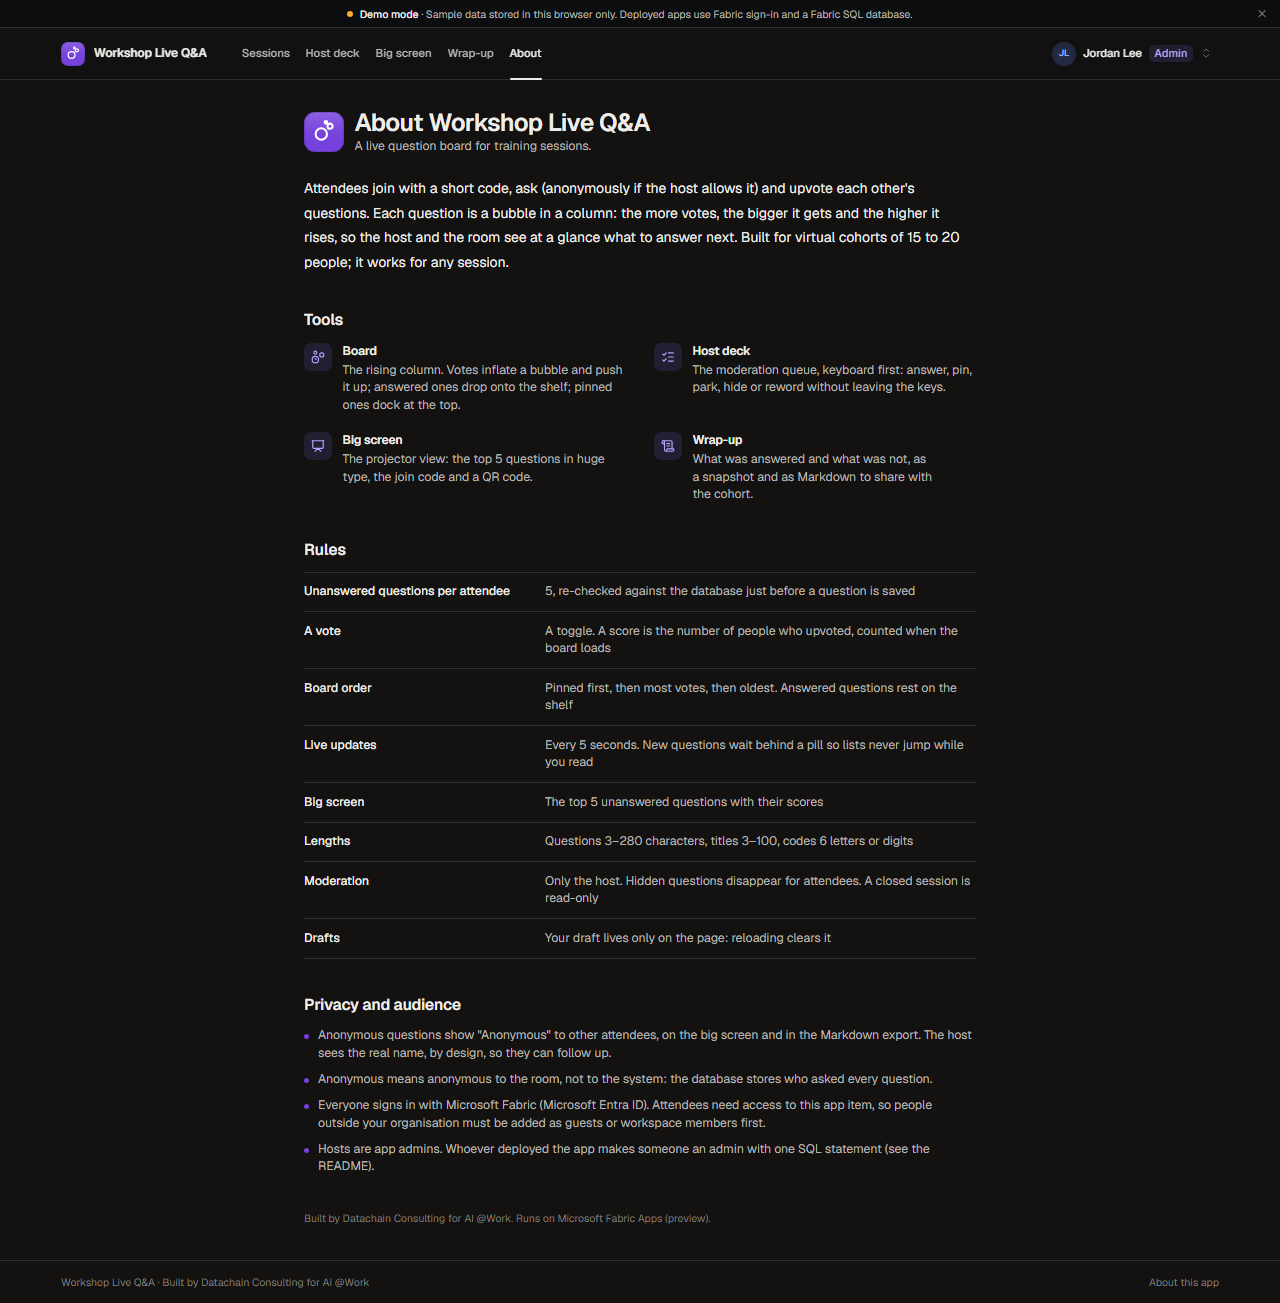 Demo mode · Sample data stored in this browser only. Deployed apps use Fabric sign-in and a Fabric SQL database.
Workshop Live Q&A
Sessions
Host deck
Big screen
Wrap-up
About
JL
Jordan Lee
Admin
About Workshop Live Q&A
A live question board for training sessions.
Attendees join with a short code, ask (anonymously if the host allows it) and upvote each other's
questions. Each question is a bubble in a column: the more votes, the bigger it gets and the higher it
rises, so the host and the room see at a glance what to answer next. Built for virtual cohorts of 15 to 20
people; it works for any session.
Tools
Board
The rising column. Votes inflate a bubble and push
it up; answered ones drop onto the shelf; pinned
ones dock at the top.
Host deck
The moderation queue, keyboard first: answer, pin,
park, hide or reword without leaving the keys.
Big screen
The projector view: the top 5 questions in huge
type, the join code and a QR code.
Wrap-up
What was answered and what was not, as
a snapshot and as Markdown to share with
the cohort.
Rules
Unanswered questions per attendee
5, re-checked against the database just before a question is saved
A vote
A toggle. A score is the number of people who upvoted, counted when the
board loads
Board order
Pinned first, then most votes, then oldest. Answered questions rest on the
shelf
Live updates
Every 5 seconds. New questions wait behind a pill so lists never jump while
you read
Big screen
The top 5 unanswered questions with their scores
Lengths
Questions 3–280 characters, titles 3–100, codes 6 letters or digits
Moderation
Only the host. Hidden questions disappear for attendees. A closed session is
read-only
Drafts
Your draft lives only on the page: reloading clears it
Privacy and audience
Anonymous questions show "Anonymous" to other attendees, on the big screen and in the Markdown export. The host
sees the real name, by design, so they can follow up.
Anonymous means anonymous to the room, not to the system: the database stores who asked every question.
Everyone signs in with Microsoft Fabric (Microsoft Entra ID). Attendees need access to this app item, so people
outside your organisation must be added as guests or workspace members first.
Hosts are app admins. Whoever deployed the app makes someone an admin with one SQL statement (see the
README).
Built by Datachain Consulting for AI @Work. Runs on Microsoft Fabric Apps (preview).
Workshop Live Q&A · Built by Datachain Consulting for AI @Work
About this app